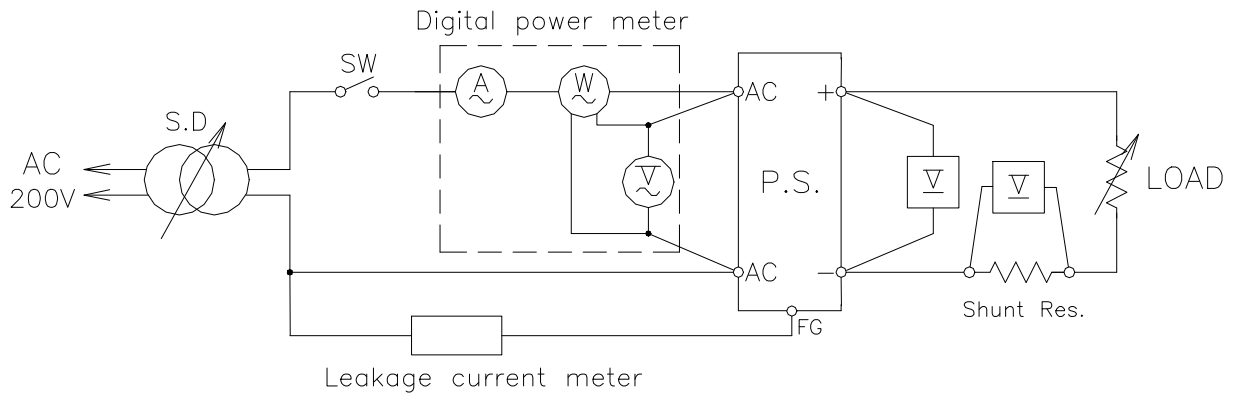 Digital power meter
SW
A
W
S.D
AC
200V
V
AC
+
P.S.
V
V
LOAD
AC
−
Shunt Res.
FG
Leakage current meter